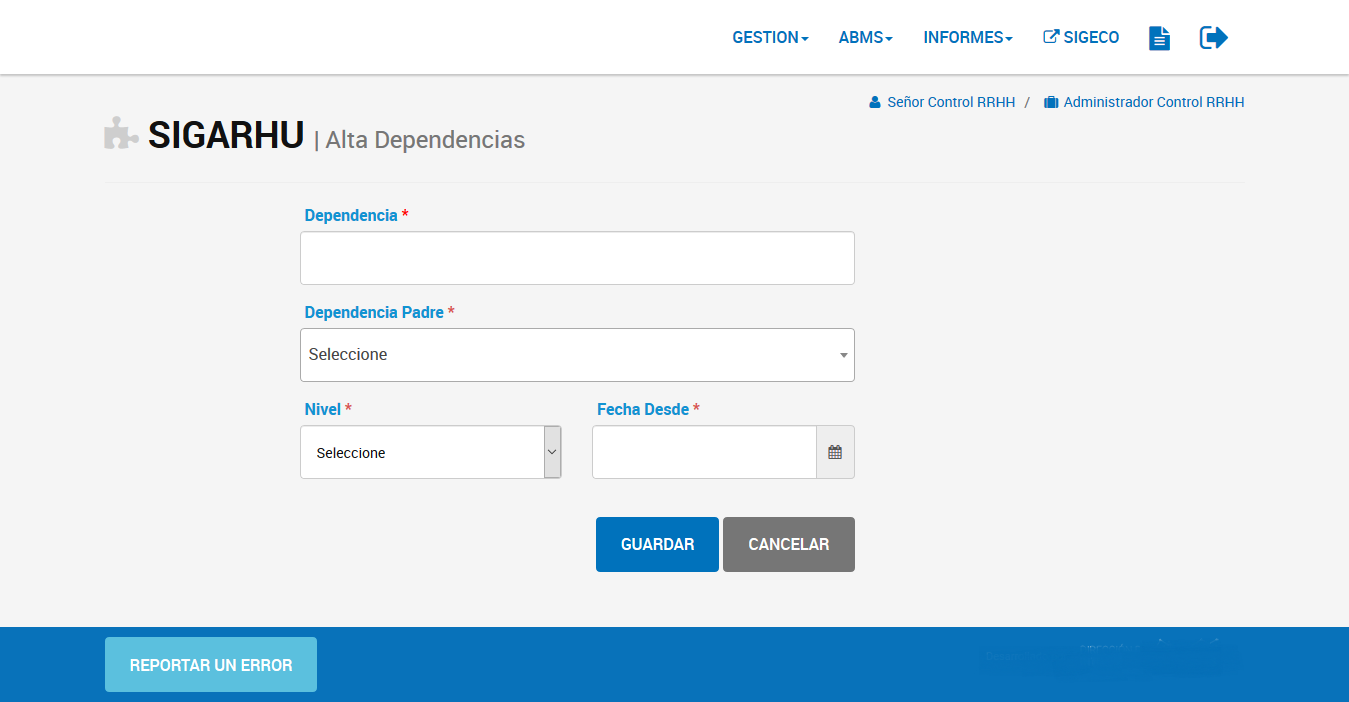 GESTION ABMS INFORMES SIGECO
Señor Control RRHH / Administrador Control RRHH
SIGARHU | Alta Dependencias
Dependencia *
Dependencia Padre *
Seleccione
Nivel * Fecha Desde *
Seleccione
GUARDAR CANCELAR
REPORTAR UN ERROR